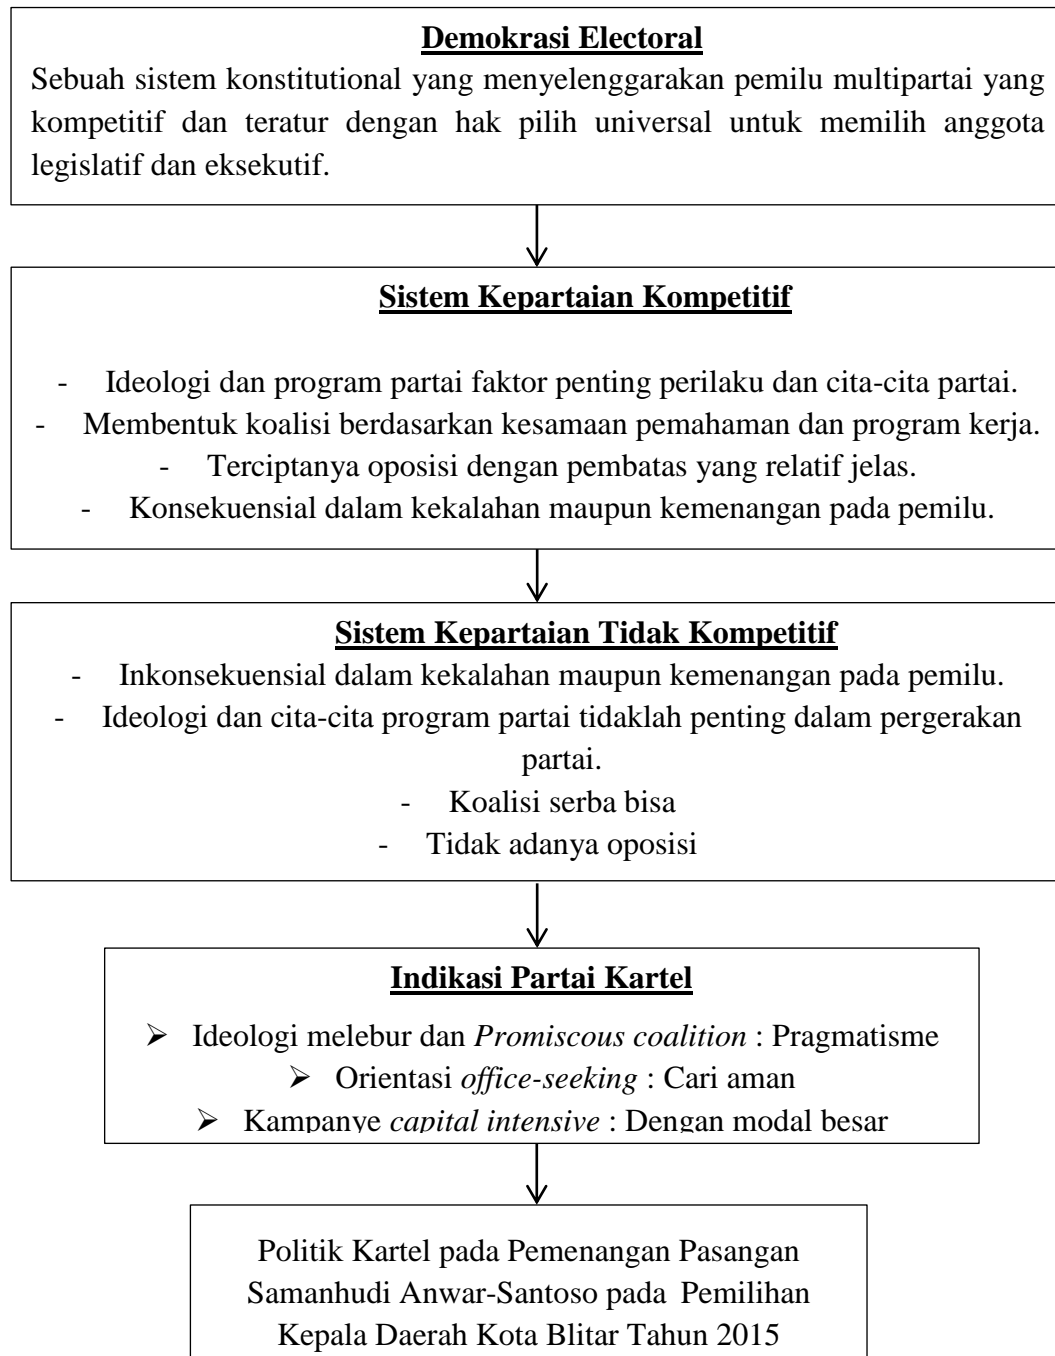 Demokrasi Electoral
Sebuah sistem konstitutional yang menyelenggarakan pemilu multipartai yang
kompetitif dan teratur dengan hak pilih universal untuk memilih anggota
legislatif dan eksekutif.
Sistem Kepartaian Kompetitif
- Ideologi dan program partai faktor penting perilaku dan cita-cita partai.
- Membentuk koalisi berdasarkan kesamaan pemahaman dan program kerja.
- Terciptanya oposisi dengan pembatas yang relatif jelas.
- Konsekuensial dalam kekalahan maupun kemenangan pada pemilu.
Sistem Kepartaian Tidak Kompetitif
- Inkonsekuensial dalam kekalahan maupun kemenangan pada pemilu.
- Ideologi dan cita-cita program partai tidaklah penting dalam pergerakan
partai.
- Koalisi serba bisa
- Tidak adanya oposisi
Indikasi Partai Kartel
➢ Ideologi melebur dan Promiscous coalition : Pragmatisme
➢ Orientasi office-seeking : Cari aman
➢ Kampanye capital intensive : Dengan modal besar
Politik Kartel pada Pemenangan Pasangan
Samanhudi Anwar-Santoso pada Pemilihan
Kepala Daerah Kota Blitar Tahun 2015